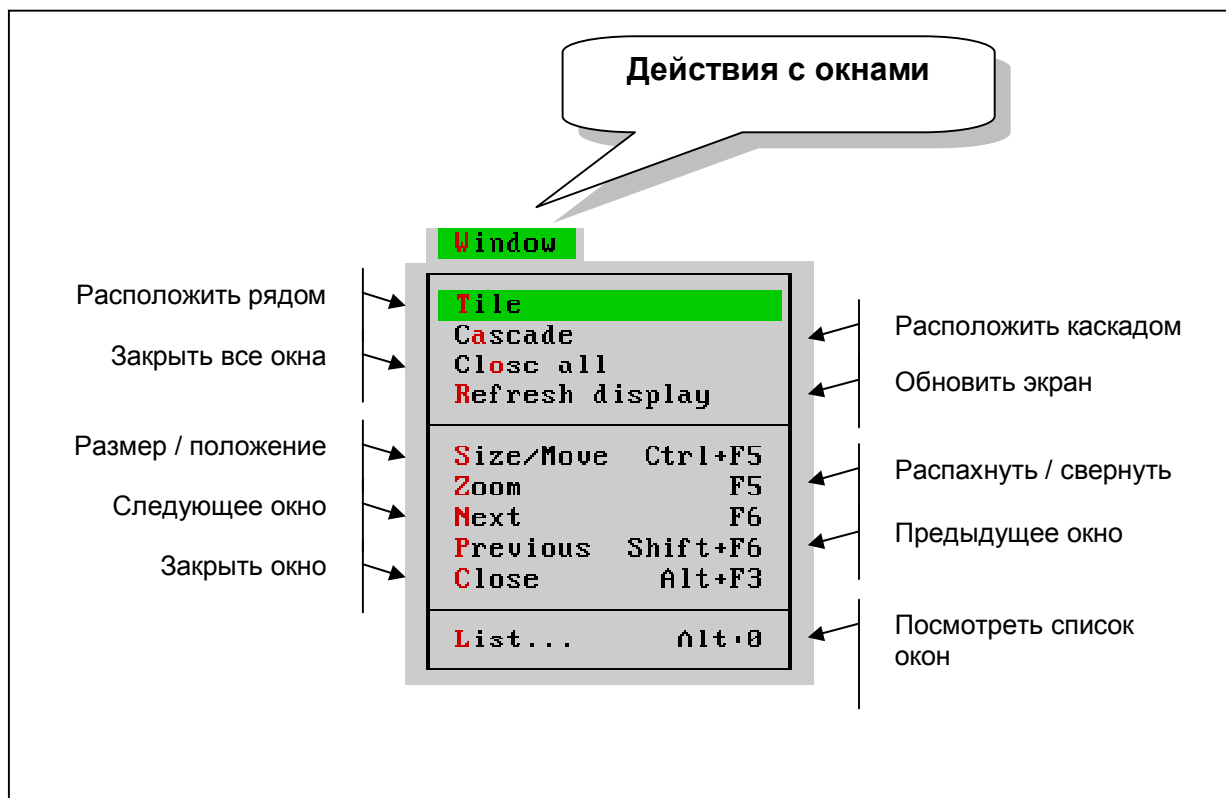 Действия с окнами
Window
Расположить рядом
Tile
Cascade
Расположить каскадом
Закрыть все окна
Close all
Refresh display
Обновить экран
Размер / положение
Size/Move Ctrl+F5
Zoom F5
Распахнуть / свернуть
Следующее окно
Next F6
Previous Shift+F6
Предыдущее окно
Закрыть окно
Close Alt+F3
List... Alt+0
Посмотреть список
окон